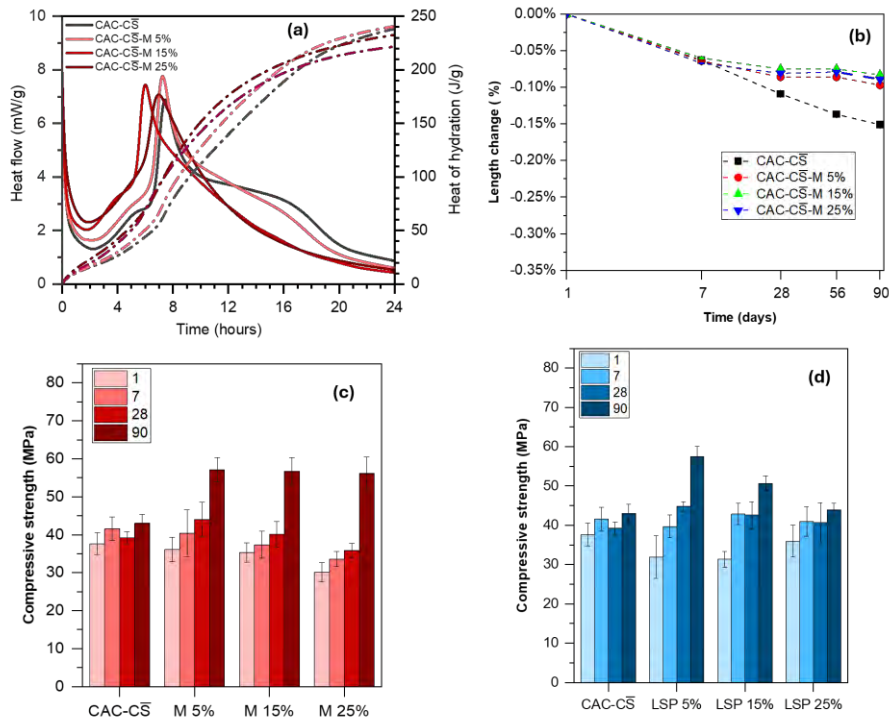 (a)
CAC-CS̅
CAC-CS̅-M 5%
CAC-CS̅-M 15%
CAC-CS̅-M 25%
10
8
6
4
2
0
Heat flow (mW/g)
250
200
150
100
50
0
Heat of hydration (J/g)
0 4 8 12 16 20 24
Time (hours)
(b)
0.00%
-0.05%
-0.10%
-0.15%
-0.20%
-0.25%
-0.30%
-0.35%
Length change ( %)
CAC-CS̅
CAC-CS̅-M 5%
CAC-CS̅-M 15%
CAC-CS̅-M 25%
1 7 28 56 90
Time (days)
(c)
1
7
28
90
80
70
60
50
40
30
20
10
0
Compressive strength (MPa)
CAC-CS̅ M 5% M 15% M 25%
(d)
1
7
28
90
80
70
60
50
40
30
20
10
0
Compressive strength (MPa)
CAC-CS̅ LSP 5% LSP 15% LSP 25%